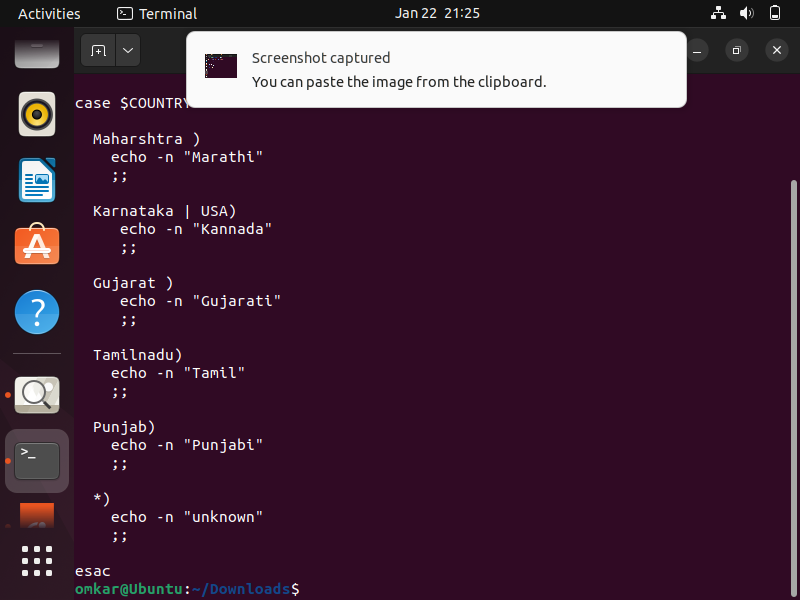 Activities
Terminal
Jan 22 21:25
Screenshot captured
You can paste the image from the clipboard.
case $COUNTRY
Maharshtra )
echo -n "Marathi"
;;
Karnataka | USA)
echo -n "Kannada"
;;
Gujarat )
echo -n "Gujarati"
;;
Tamilnadu)
echo -n "Tamil"
;;
Punjab)
echo -n "Punjabi"
;;
*)
echo -n "unknown"
;;
esac
omkar@Ubuntu:~/Downloads$